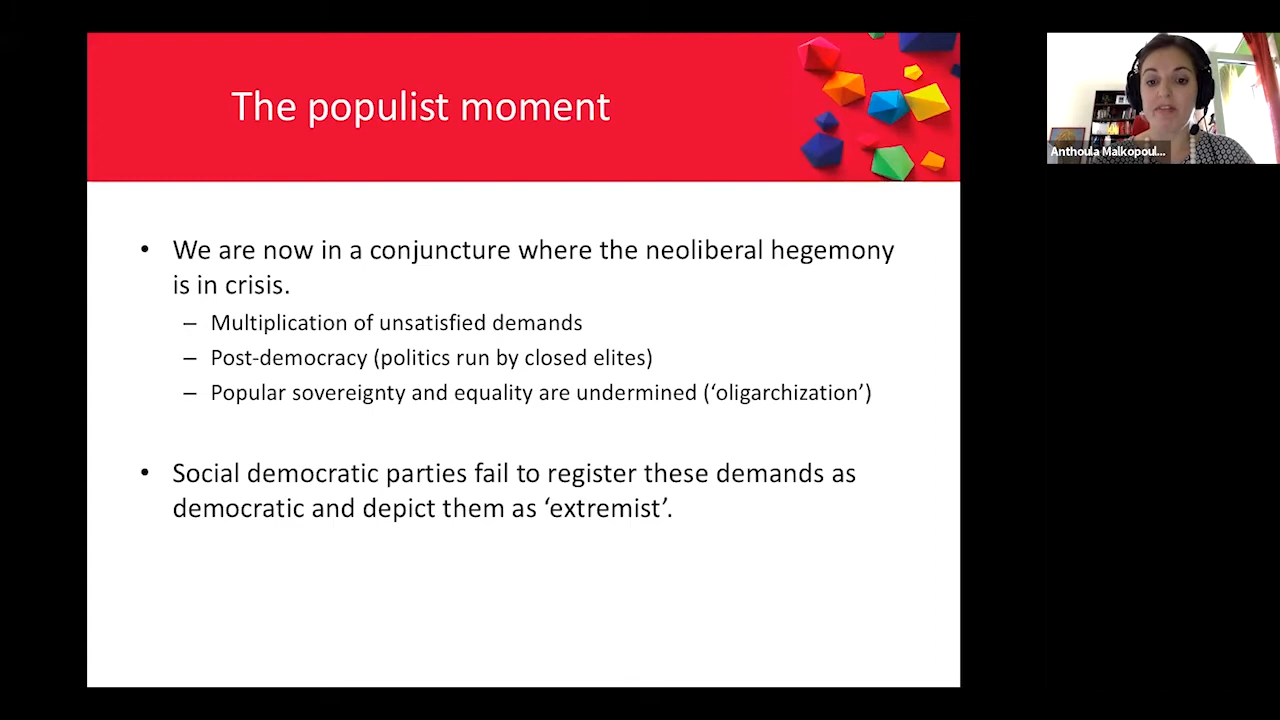 The populist moment
• We are now in a conjuncture where the neoliberal hegemony
is in crisis.
– Multiplication of unsatisfied demands
– Post-democracy (politics run by closed elites)
– Popular sovereignty and equality are undermined (‘oligarchization’)
• Social democratic parties fail to register these demands as
democratic and depict them as ‘extremist’.
Anthoula Malkopoul...